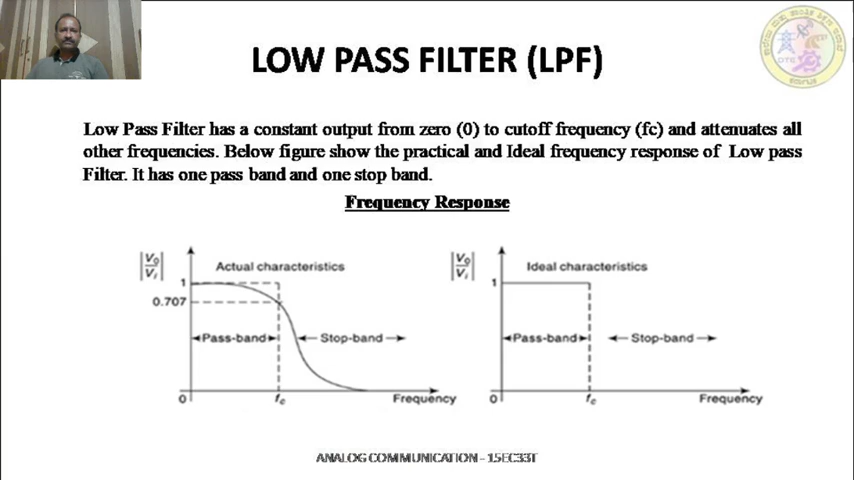 LOW PASS FILTER (LPF)
Low Pass Filter has a constant output from zero (0) to cutoff frequency (fc) and attenuates all
other frequencies. Below figure show the practical and Ideal frequency response of Low pass
Filter. It has one pass band and one stop band.
Frequency Response
|Vo/Vi|
Actual characteristics
1
0.707
Pass-band
Stop-band
0
fc
Frequency
|Vo/Vi|
Ideal characteristics
1
Pass-band
Stop-band
0
fc
Frequency
ANALOG COMMUNICATION - 15EC33T
DTE